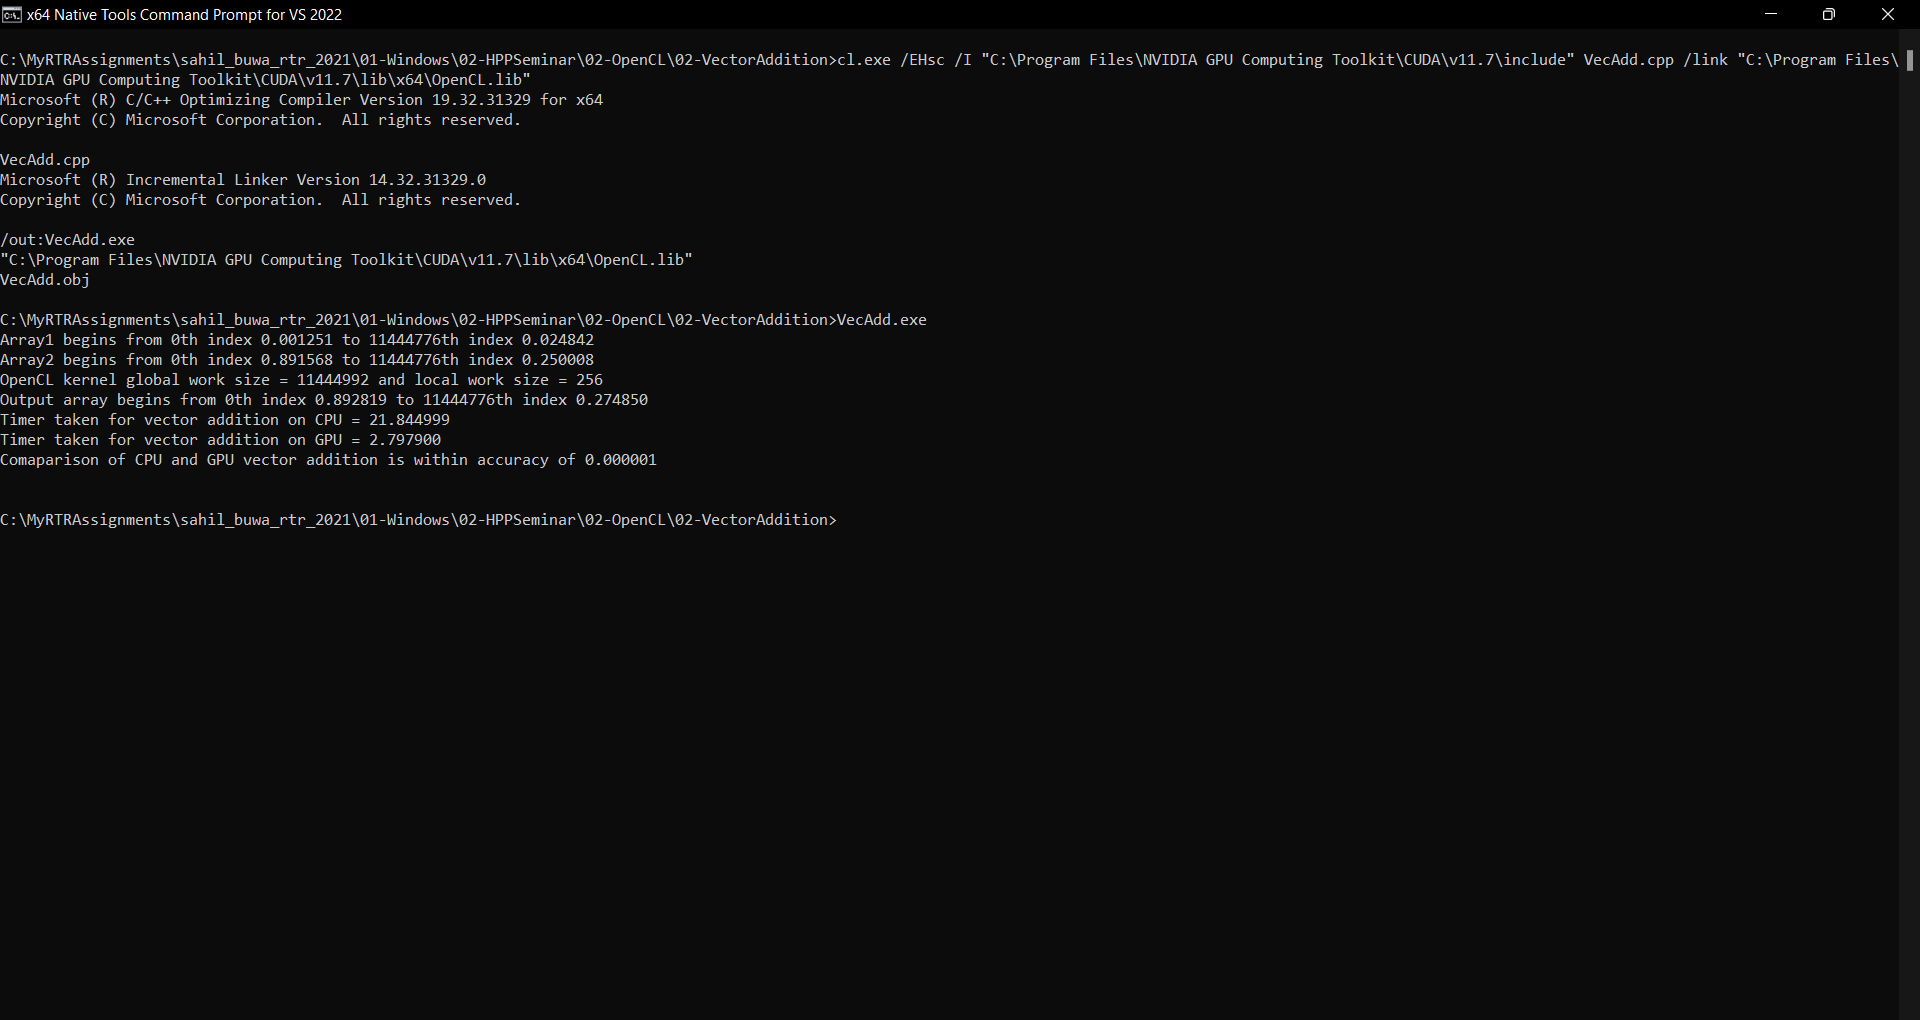 x64 Native Tools Command Prompt for VS 2022
C:\MyRTRAssignments\sahil_buwa_rtr_2021\01-Windows\02-HPPSeminar\02-OpenCL\02-VectorAddition>cl.exe /EHsc /I "C:\Program Files\NVIDIA GPU Computing Toolkit\CUDA\v11.7\include" VecAdd.cpp /link "C:\Program Files\
NVIDIA GPU Computing Toolkit\CUDA\v11.7\lib\x64\OpenCL.lib"
Microsoft (R) C/C++ Optimizing Compiler Version 19.32.31329 for x64
Copyright (C) Microsoft Corporation.  All rights reserved.
VecAdd.cpp
Microsoft (R) Incremental Linker Version 14.32.31329.0
Copyright (C) Microsoft Corporation.  All rights reserved.
/out:VecAdd.exe
"C:\Program Files\NVIDIA GPU Computing Toolkit\CUDA\v11.7\lib\x64\OpenCL.lib"
VecAdd.obj
C:\MyRTRAssignments\sahil_buwa_rtr_2021\01-Windows\02-HPPSeminar\02-OpenCL\02-VectorAddition>VecAdd.exe
Array1 begins from 0th index 0.001251 to 11444776th index 0.024842
Array2 begins from 0th index 0.891568 to 11444776th index 0.250008
OpenCL kernel global work size = 11444992 and local work size = 256
Output array begins from 0th index 0.892819 to 11444776th index 0.274850
Timer taken for vector addition on CPU = 21.844999
Timer taken for vector addition on GPU = 2.797900
Comaparison of CPU and GPU vector addition is within accuracy of 0.000001
C:\MyRTRAssignments\sahil_buwa_rtr_2021\01-Windows\02-HPPSeminar\02-OpenCL\02-VectorAddition>